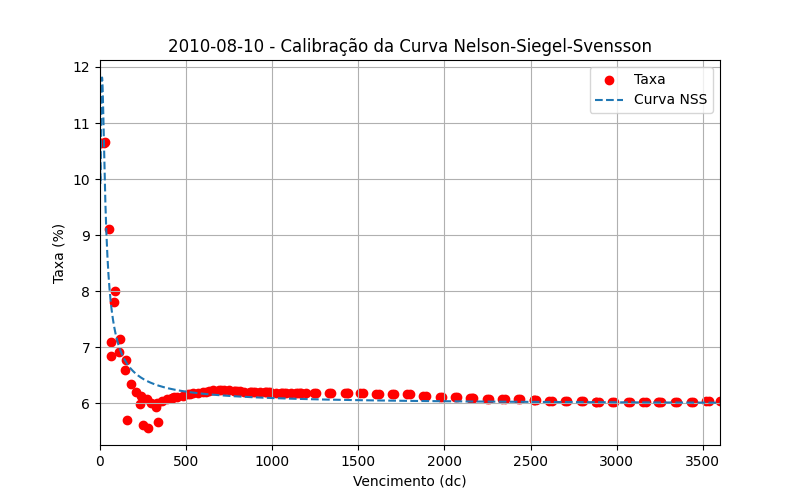 2010-08-10 - Calibração da Curva Nelson-Siegel-Svensson
Taxa
Curva NSS
Taxa (%)
12
11
10
9
8
7
6
0 500 1000 1500 2000 2500 3000 3500
Vencimento (dc)